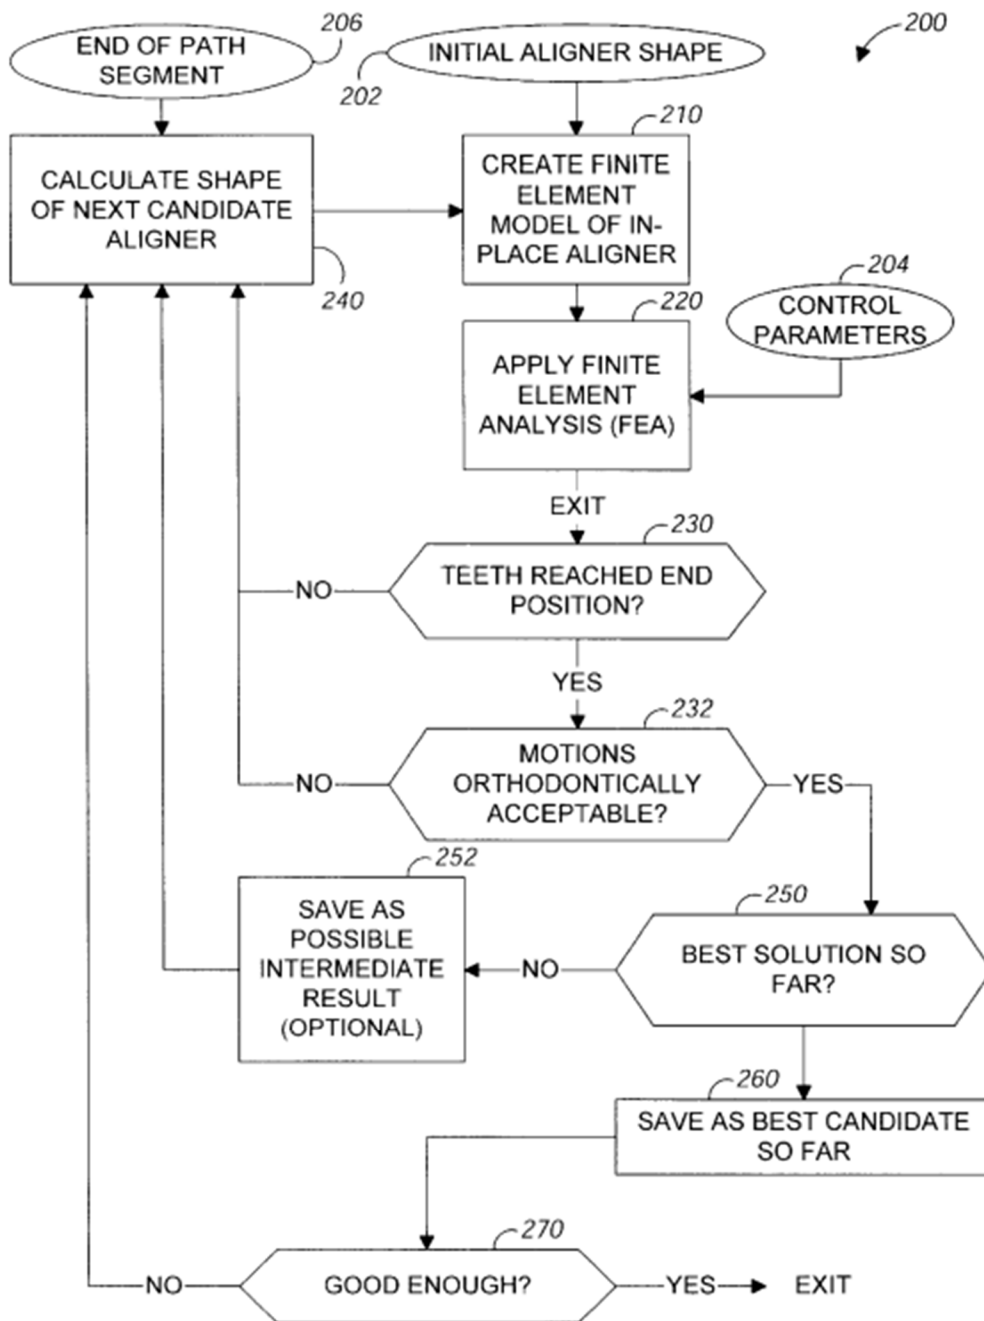 206
END OF PATH
SEGMENT
202
INITIAL ALIGNER SHAPE
200
CALCULATE SHAPE
OF NEXT CANDIDATE
ALIGNER
240
210
CREATE FINITE
ELEMENT
MODEL OF IN-
PLACE ALIGNER
204
CONTROL
PARAMETERS
220
APPLY FINITE
ELEMENT
ANALYSIS (FEA)
EXIT
230
TEETH REACHED END
POSITION?
NO
YES
232
MOTIONS
ORTHODONTICALLY
ACCEPTABLE?
NO
YES
252
SAVE AS
POSSIBLE
INTERMEDIATE
RESULT
(OPTIONAL)
250
BEST SOLUTION SO
FAR?
NO
260
SAVE AS BEST CANDIDATE
SO FAR
270
GOOD ENOUGH?
NO
YES
EXIT